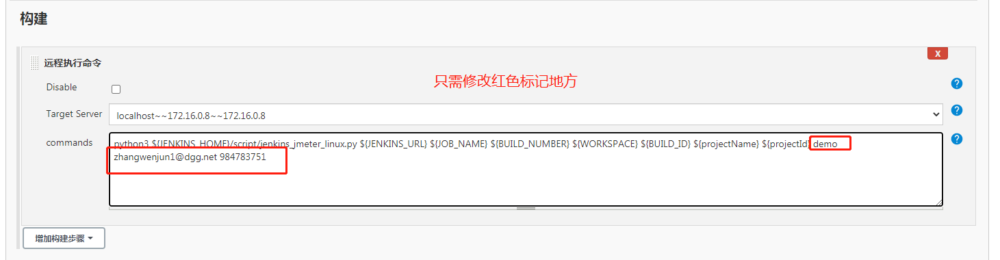 构建
远程执行命令
X
只需修改红色标记地方
Disable
?
Target Server
localhost~~172.16.0.8~~172.16.0.8
?
commands
python3 ${JENKINS_HOME}/script/jenkins_jmeter_linux.py ${JENKINS_URL} ${JOB_NAME} ${BUILD_NUMBER} ${WORKSPACE} ${BUILD_ID} ${projectName} ${projectId} demo
zhangwenjun1@dgg.net 984783751
?
增加构建步骤